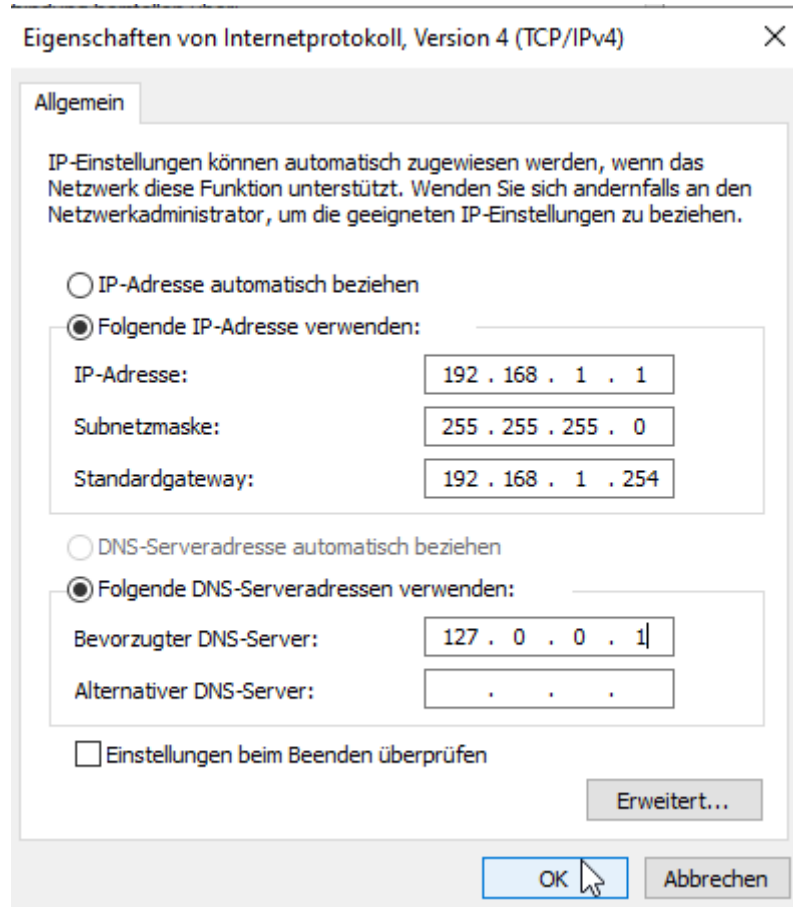 Eigenschaften von Internetprotokoll, Version 4 (TCP/IPv4)
Allgemein
IP-Einstellungen können automatisch zugewiesen werden, wenn das
Netzwerk diese Funktion unterstützt. Wenden Sie sich andernfalls an den
Netzwerkadministrator, um die geeigneten IP-Einstellungen zu beziehen.
IP-Adresse automatisch beziehen
Folgende IP-Adresse verwenden:
IP-Adresse: 192 . 168 . 1 . 1
Subnetzmaske: 255 . 255 . 255 . 0
Standardgateway: 192 . 168 . 1 . 254
DNS-Serveradresse automatisch beziehen
Folgende DNS-Serveradressen verwenden:
Bevorzugter DNS-Server: 127 . 0 . 0 . 1
Alternativer DNS-Server: . . .
Einstellungen beim Beenden überprüfen
Erweitert...
OK Abbrechen